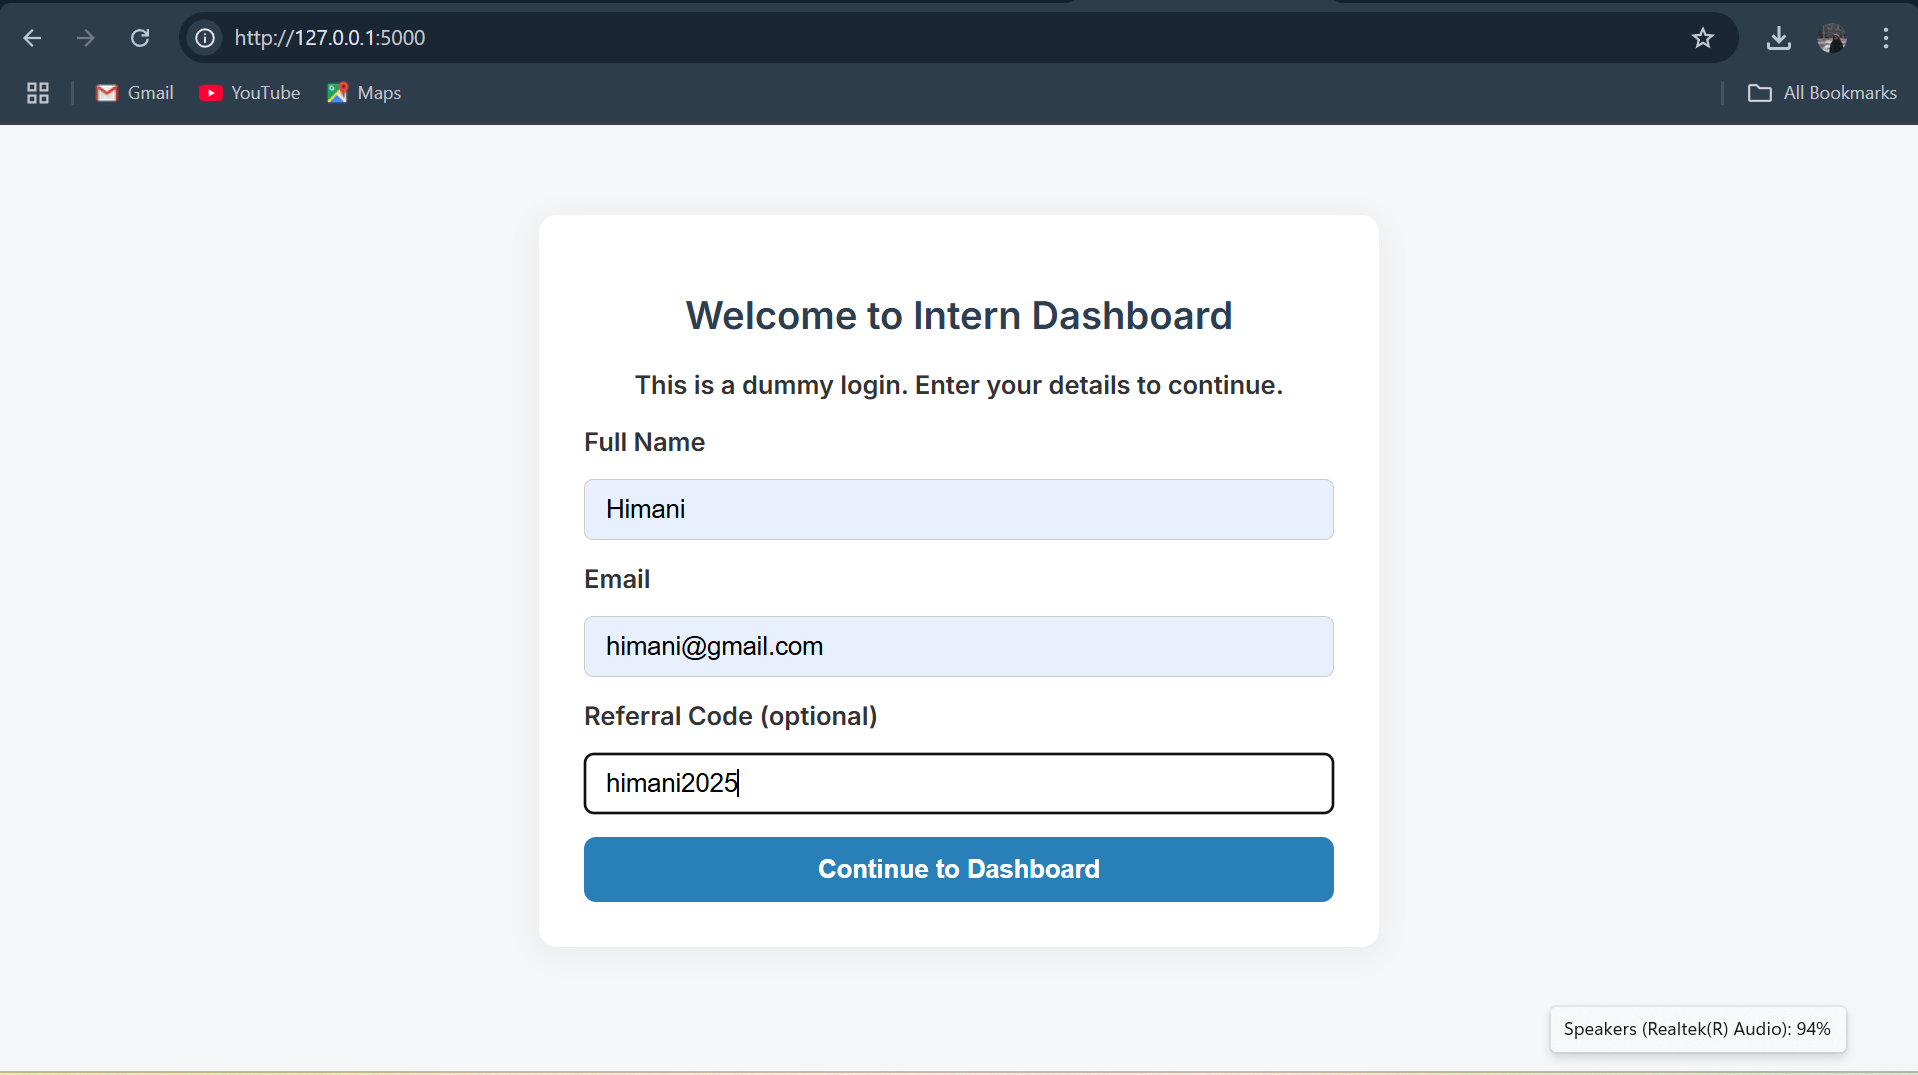 http://127.0.0.1:5000
Gmail YouTube Maps All Bookmarks
Welcome to Intern Dashboard
This is a dummy login. Enter your details to continue.
Full Name
Himani
Email
himani@gmail.com
Referral Code (optional)
himani2025
Continue to Dashboard
Speakers (Realtek(R) Audio): 94%